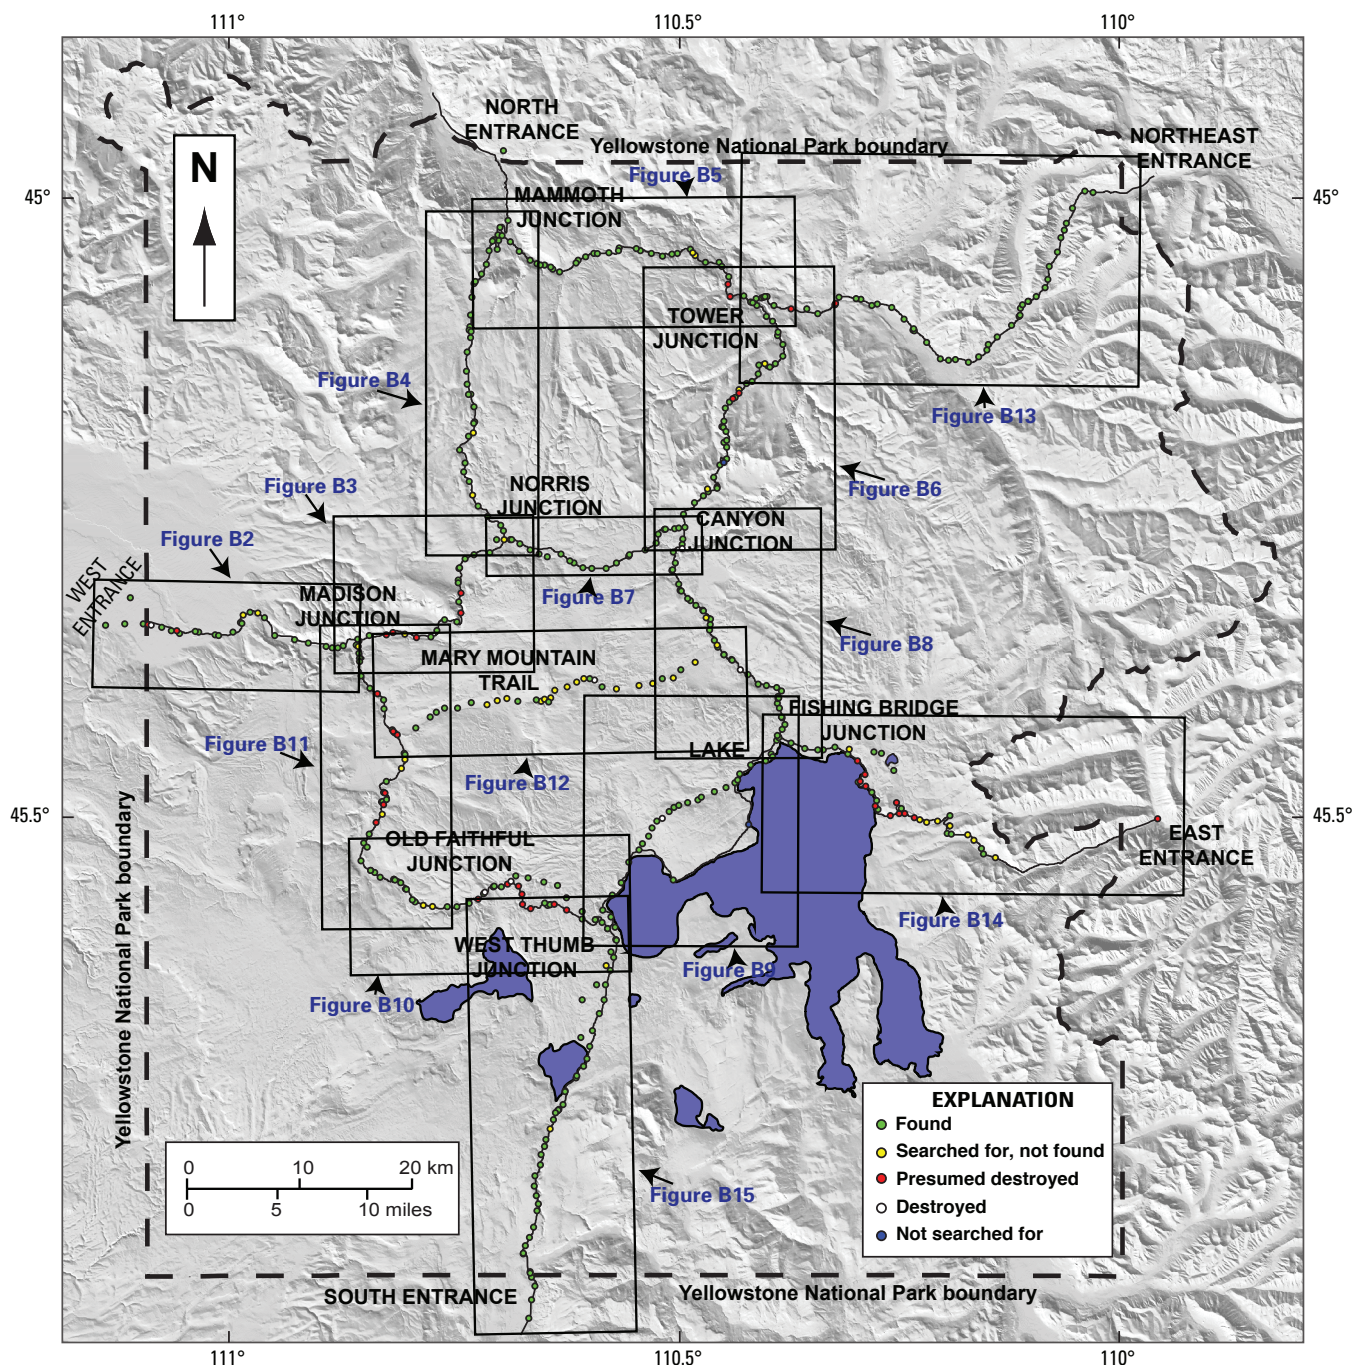 111°
110.5°
110°
NORTH
ENTRANCE
Yellowstone National Park boundary
NORTHEAST
ENTRANCE
N
Figure B5
45°
45°
MAMMOTH
JUNCTION
TOWER
JUNCTION
Figure B4
Figure B13
Figure B3
NORRIS
JUNCTION
Figure B6
CANYON
JUNCTION
Figure B2
WEST
ENTRANCE
MADISON
JUNCTION
Figure B7
Figure B8
MARY MOUNTAIN
TRAIL
FISHING BRIDGE
JUNCTION
Figure B11
LAKE
Figure B12
45.5°
45.5°
OLD FAITHFUL
JUNCTION
EAST
ENTRANCE
Figure B14
WEST THUMB
JUNCTION
Figure B9
Figure B10
Yellowstone National Park boundary
EXPLANATION
Found
Searched for, not found
Presumed destroyed
Destroyed
Not searched for
0 10 20 km
0 5 10 miles
Figure B15
SOUTH ENTRANCE
Yellowstone National Park boundary
111°
110.5°
110°